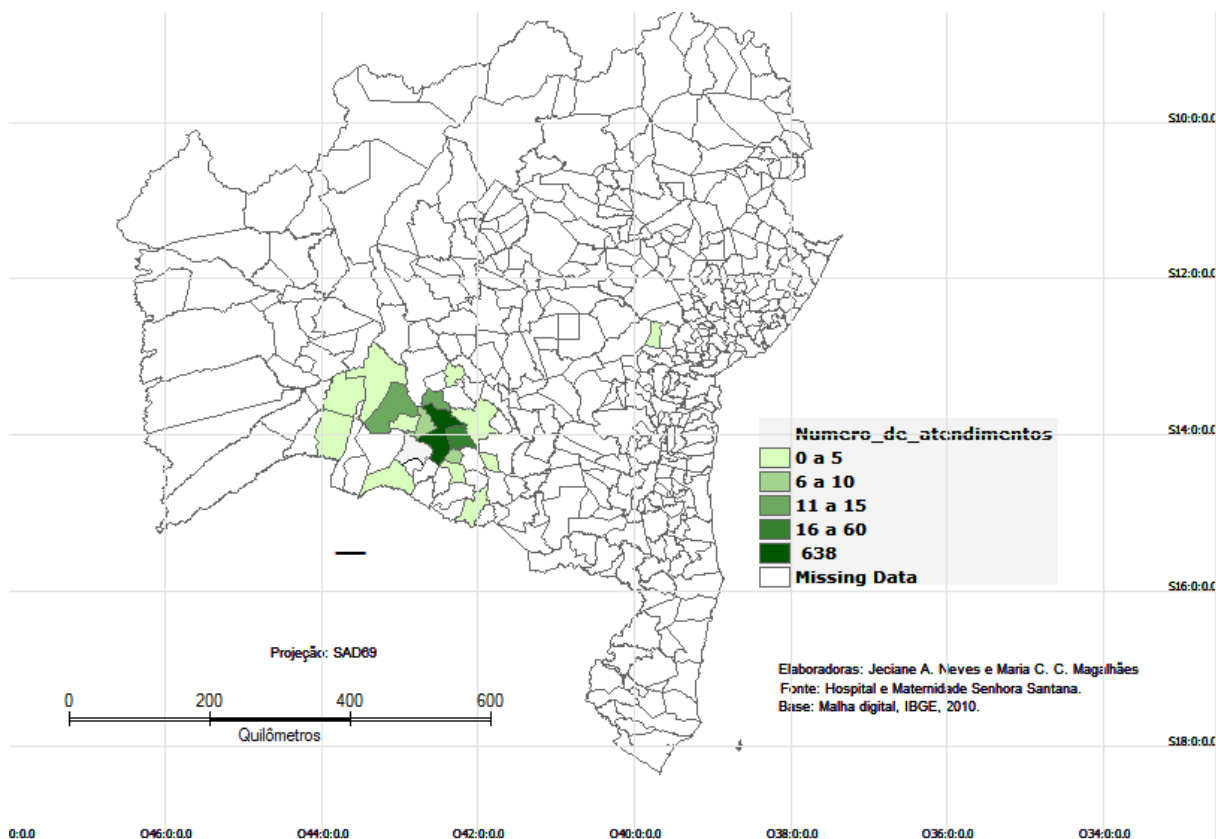 S10:0:0.0
S12:0:0.0
Numero_de_atendimentos
S14:0:0.0
0 a 5
6 a 10
11 a 15
16 a 60
638
Missing Data
S16:0:0.0
Projeção: SAD69
Elaboradoras: Jeciane A. Neves e Maria C. C. Magalhães
Fonte: Hospital e Maternidade Senhora Santana.
Base: Malha digital, IBGE, 2010.
0 200 400 600
Quilômetros
S18:0:0.0
0:0.0 O46:0:0.0 O44:0:0.0 O42:0:0.0 O40:0:0.0 O38:0:0.0 O36:0:0.0 O34:0:0.0